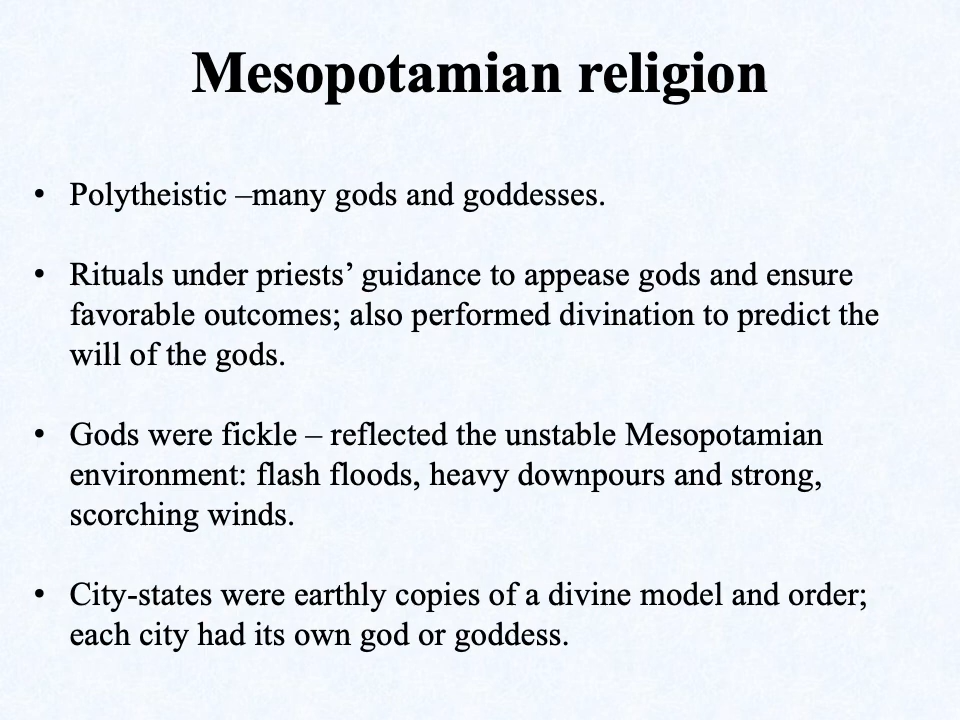 Mesopotamian religion
• Polytheistic –many gods and goddesses.
• Rituals under priests’ guidance to appease gods and ensure
favorable outcomes; also performed divination to predict the
will of the gods.
• Gods were fickle – reflected the unstable Mesopotamian
environment: flash floods, heavy downpours and strong,
scorching winds.
• City-states were earthly copies of a divine model and order;
each city had its own god or goddess.